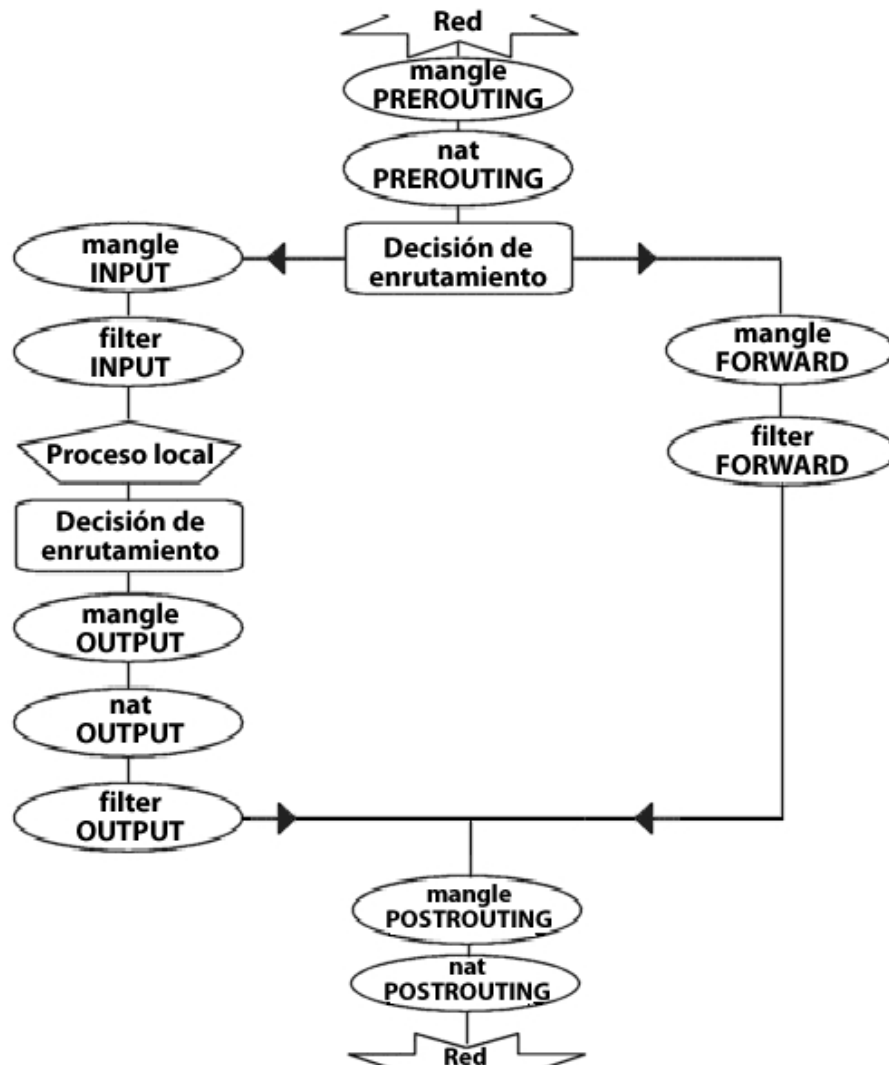 Red
mangle
PREROUTING
nat
PREROUTING
Decisión de
enrutamiento
mangle
INPUT
filter
INPUT
Proceso local
Decisión de
enrutamiento
mangle
OUTPUT
nat
OUTPUT
filter
OUTPUT
mangle
FORWARD
filter
FORWARD
mangle
POSTROUTING
nat
POSTROUTING
Red